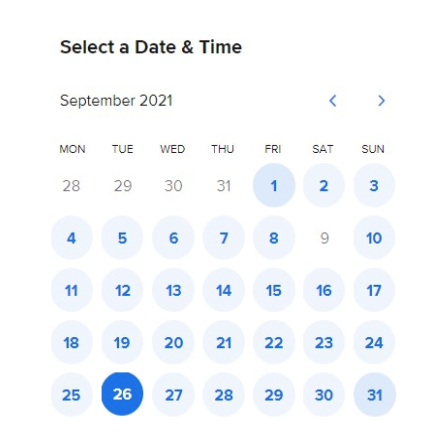 Select a Date & Time
September 2021
MON TUE WED THU FRI SAT SUN
28 29 30 31 1 2 3
4 5 6 7 8 9 10
11 12 13 14 15 16 17
18 19 20 21 22 23 24
25 26 27 28 29 30 31